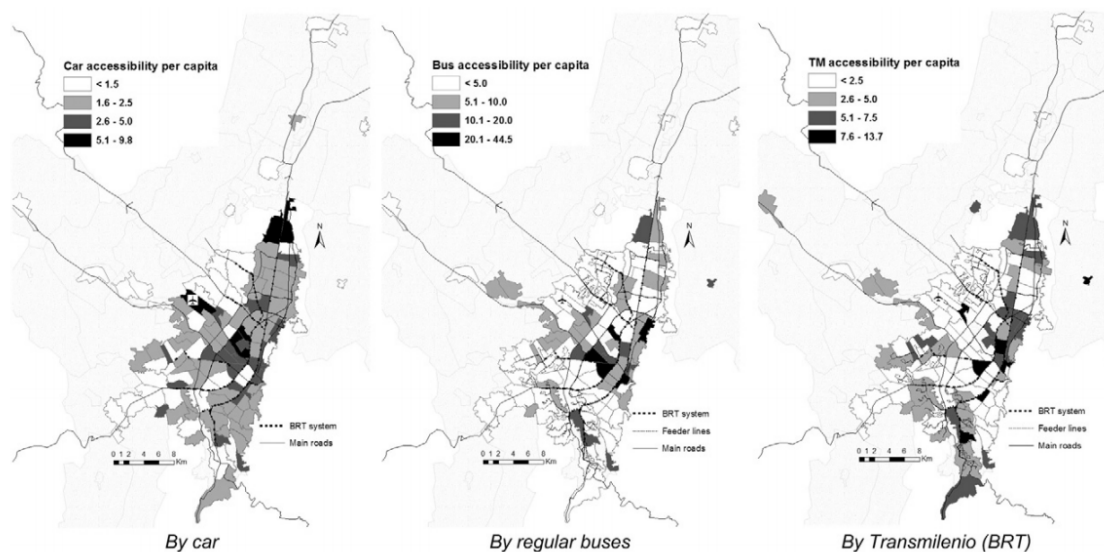 Car accessibility per capita
< 1.5
1.6 - 2.5
2.6 - 5.0
5.1 - 9.8
N
BRT system
Main roads
0 1 2 4 6 8
Km
By car
Bus accessibility per capita
< 5.0
5.1 - 10.0
10.1 - 20.0
20.1 - 44.5
N
BRT system
Feeder lines
Main roads
0 1 2 4 6 8
Km
By regular buses
TM accessibility per capita
< 2.5
2.6 - 5.0
5.1 - 7.5
7.6 - 13.7
N
BRT system
Feeder lines
Main roads
0 1 2 4 6 8
Km
By Transmilenio (BRT)